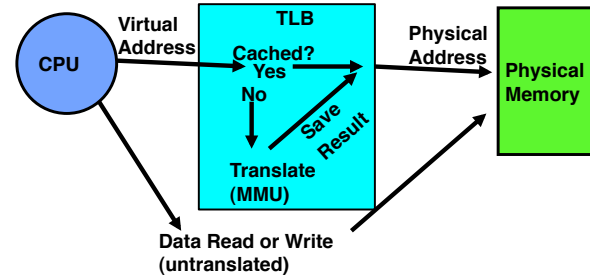 CPU
Virtual
Address
TLB
Cached?
Yes
No
Save
Result
Translate
(MMU)
Physical
Address
Physical
Memory
Data Read or Write
(untranslated)